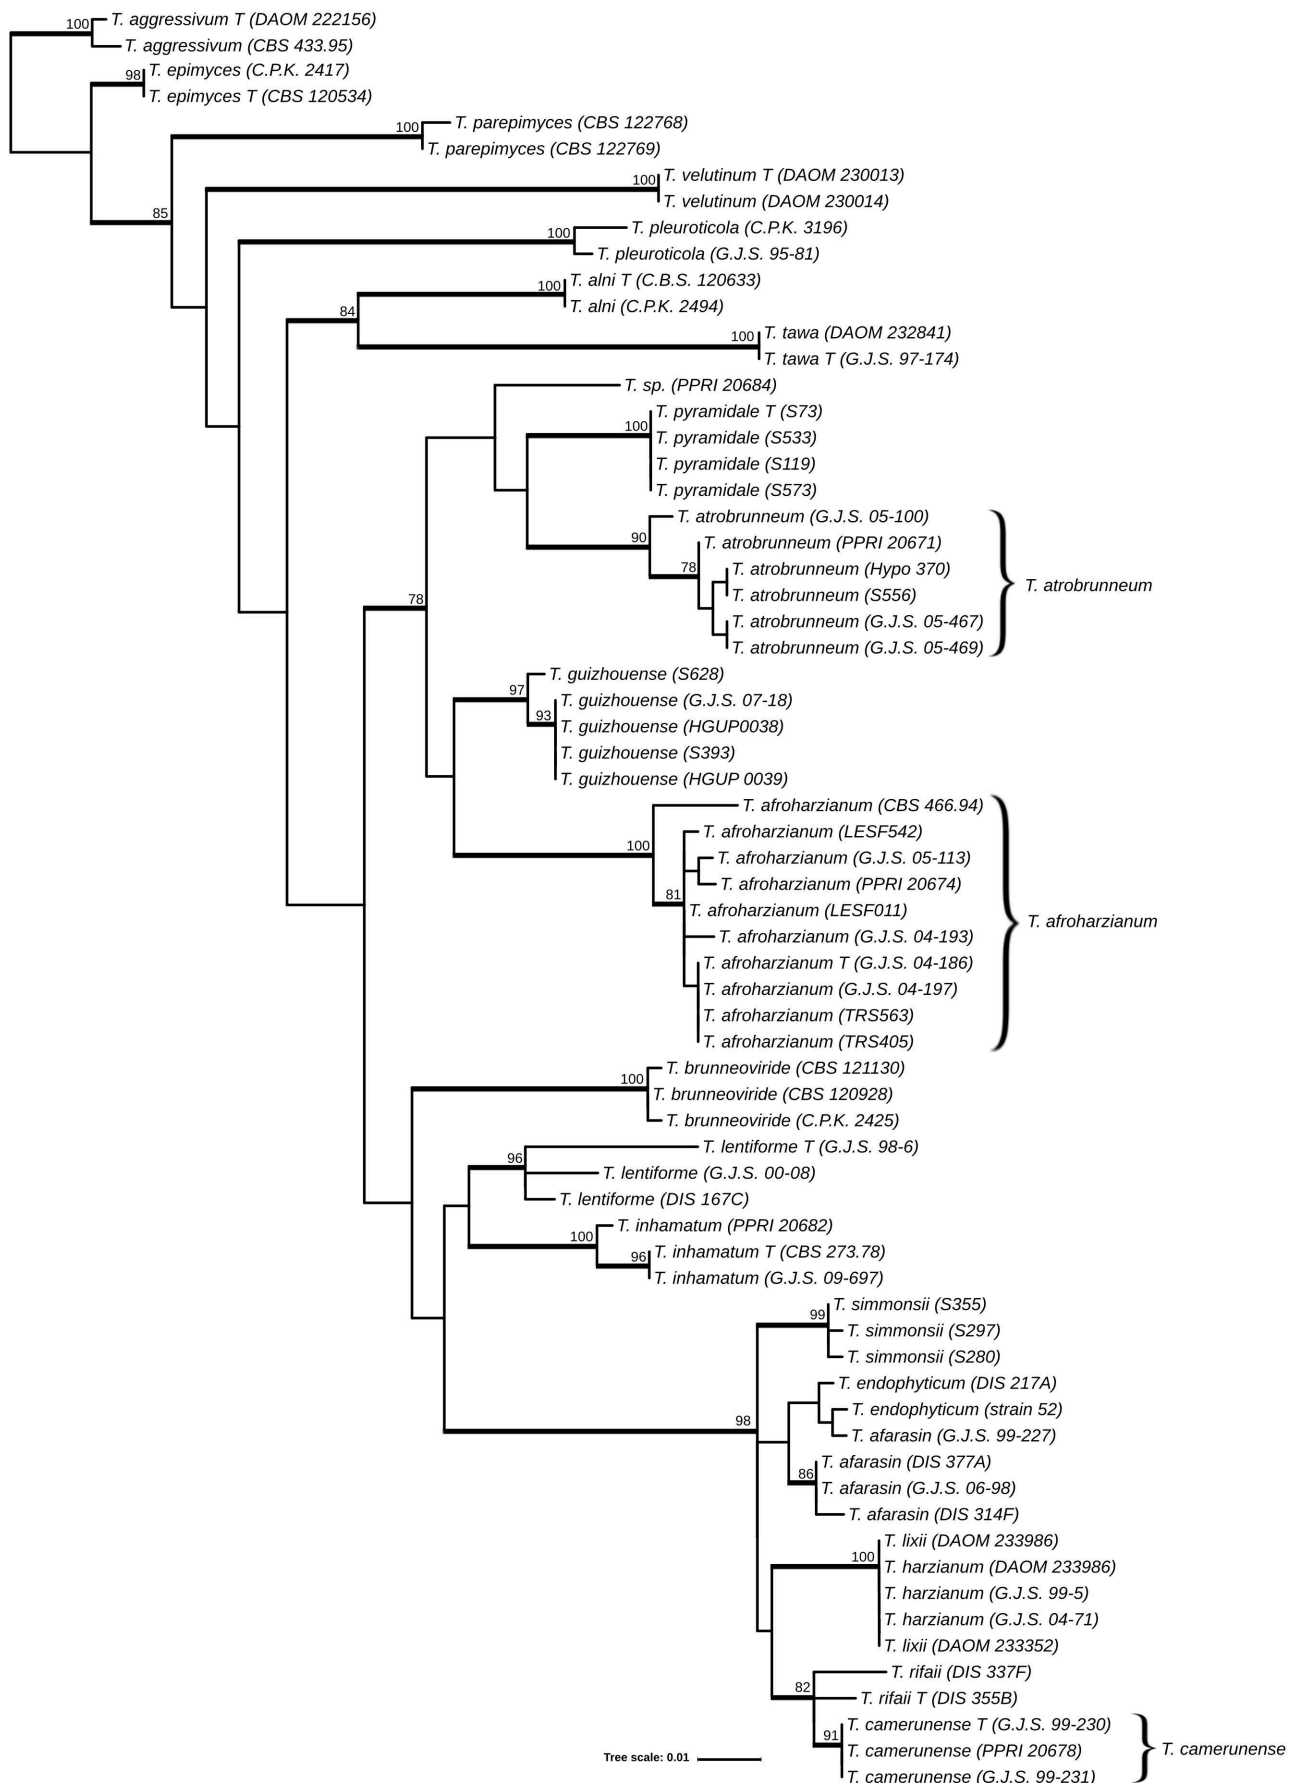 100
T. aggressivum T (DAOM 222156)
T. aggressivum (CBS 433.95)
98
T. epimyces (C.P.K. 2417)
T. epimyces T (CBS 120534)
100
T. parepimyces (CBS 122768)
T. parepimyces (CBS 122769)
100
T. velutinum T (DAOM 230013)
T. velutinum (DAOM 230014)
85
100
T. pleuroticola (C.P.K. 3196)
T. pleuroticola (G.J.S. 95-81)
100
T. alni T (C.B.S. 120633)
T. alni (C.P.K. 2494)
84
100
T. tawa (DAOM 232841)
T. tawa T (G.J.S. 97-174)
T. sp. (PPRI 20684)
T. pyramidale T (S73)
100
T. pyramidale (S533)
T. pyramidale (S119)
T. pyramidale (S573)
T. atrobrunneum (G.J.S. 05-100)
90
T. atrobrunneum (PPRI 20671)
78
T. atrobrunneum (Hypo 370)
T. atrobrunneum
T. atrobrunneum (S556)
78
T. atrobrunneum (G.J.S. 05-467)
T. atrobrunneum (G.J.S. 05-469)
T. guizhouense (S628)
97
T. guizhouense (G.J.S. 07-18)
93
T. guizhouense (HGUP0038)
T. guizhouense (S393)
T. guizhouense (HGUP 0039)
T. afroharzianum (CBS 466.94)
T. afroharzianum (LESF542)
100
T. afroharzianum (G.J.S. 05-113)
T. afroharzianum (PPRI 20674)
81
T. afroharzianum (LESF011)
T. afroharzianum
T. afroharzianum (G.J.S. 04-193)
T. afroharzianum T (G.J.S. 04-186)
T. afroharzianum (G.J.S. 04-197)
T. afroharzianum (TRS563)
T. afroharzianum (TRS405)
T. brunneoviride (CBS 121130)
100
T. brunneoviride (CBS 120928)
T. brunneoviride (C.P.K. 2425)
T. lentiforme T (G.J.S. 98-6)
96
T. lentiforme (G.J.S. 00-08)
T. lentiforme (DIS 167C)
T. inhamatum (PPRI 20682)
100
T. inhamatum T (CBS 273.78)
96
T. inhamatum (G.J.S. 09-697)
T. simmonsii (S355)
99
T. simmonsii (S297)
T. simmonsii (S280)
T. endophyticum (DIS 217A)
T. endophyticum (strain 52)
98
T. afarasin (G.J.S. 99-227)
T. afarasin (DIS 377A)
86
T. afarasin (G.J.S. 06-98)
T. afarasin (DIS 314F)
T. lixii (DAOM 233986)
100
T. harzianum (DAOM 233986)
T. harzianum (G.J.S. 99-5)
T. harzianum (G.J.S. 04-71)
T. lixii (DAOM 233352)
T. rifaii (DIS 337F)
82
T. rifaii T (DIS 355B)
T. camerunense T (G.J.S. 99-230)
91
T. camerunense (PPRI 20678)
T. camerunense
Tree scale: 0.01
T. camerunense (G.J.S. 99-231)